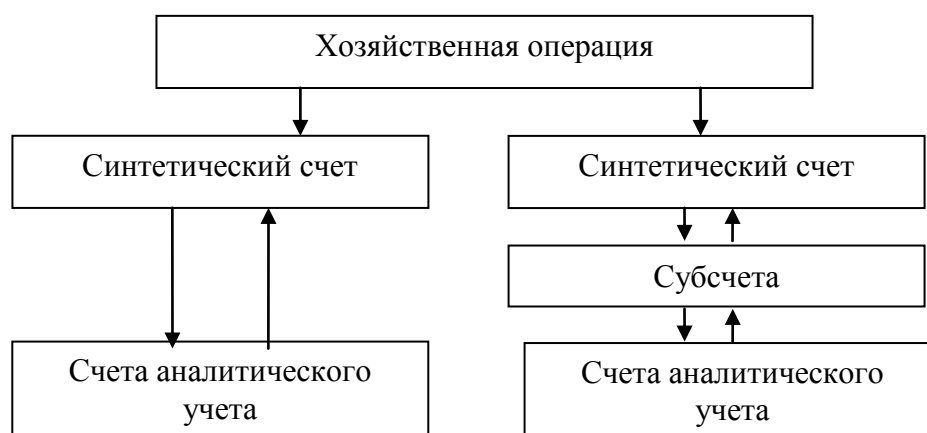 Хозяйственная операция
Синтетический счет
Синтетический счет
Субсчета
Счета аналитического
учета
Счета аналитического
учета